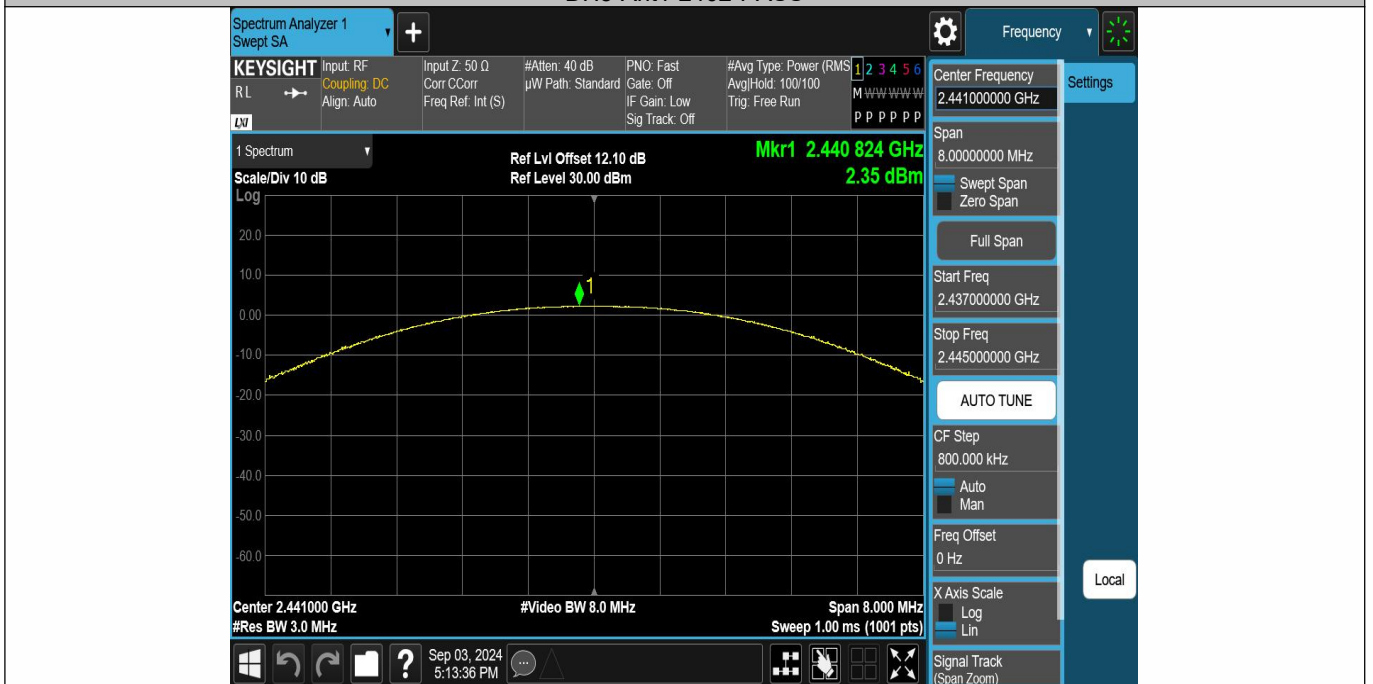 Spectrum Analyzer 1
Swept SA
+
Frequency
KEYSIGHT
RL
LXI
Input: RF
Coupling: DC
Align: Auto
Input Z: 50 Ω
Corr CCorr
Freq Ref: Int (S)
#Atten: 40 dB
µW Path: Standard
PNO: Fast
Gate: Off
IF Gain: Low
Sig Track: Off
#Avg Type: Power (RMS
Avg|Hold: 100/100
Trig: Free Run
1 2 3 4 5 6
M W W W W W
P P P P P P
Center Frequency
2.441000000 GHz
Settings
1 Spectrum
Scale/Div 10 dB
Ref Lvl Offset 12.10 dB
Ref Level 30.00 dBm
Mkr1 2.440 824 GHz
2.35 dBm
Log
20.0
10.0
0.00
-10.0
-20.0
-30.0
-40.0
-50.0
-60.0
1
Center 2.441000 GHz
#Res BW 3.0 MHz
#Video BW 8.0 MHz
Span 8.000 MHz
Sweep 1.00 ms (1001 pts)
Span
8.00000000 MHz
Swept Span
Zero Span
Full Span
Start Freq
2.437000000 GHz
Stop Freq
2.445000000 GHz
AUTO TUNE
CF Step
800.000 kHz
Auto
Man
Freq Offset
0 Hz
X Axis Scale
Log
Lin
Signal Track
(Span Zoom)
Local
?
Sep 03, 2024
5:13:36 PM